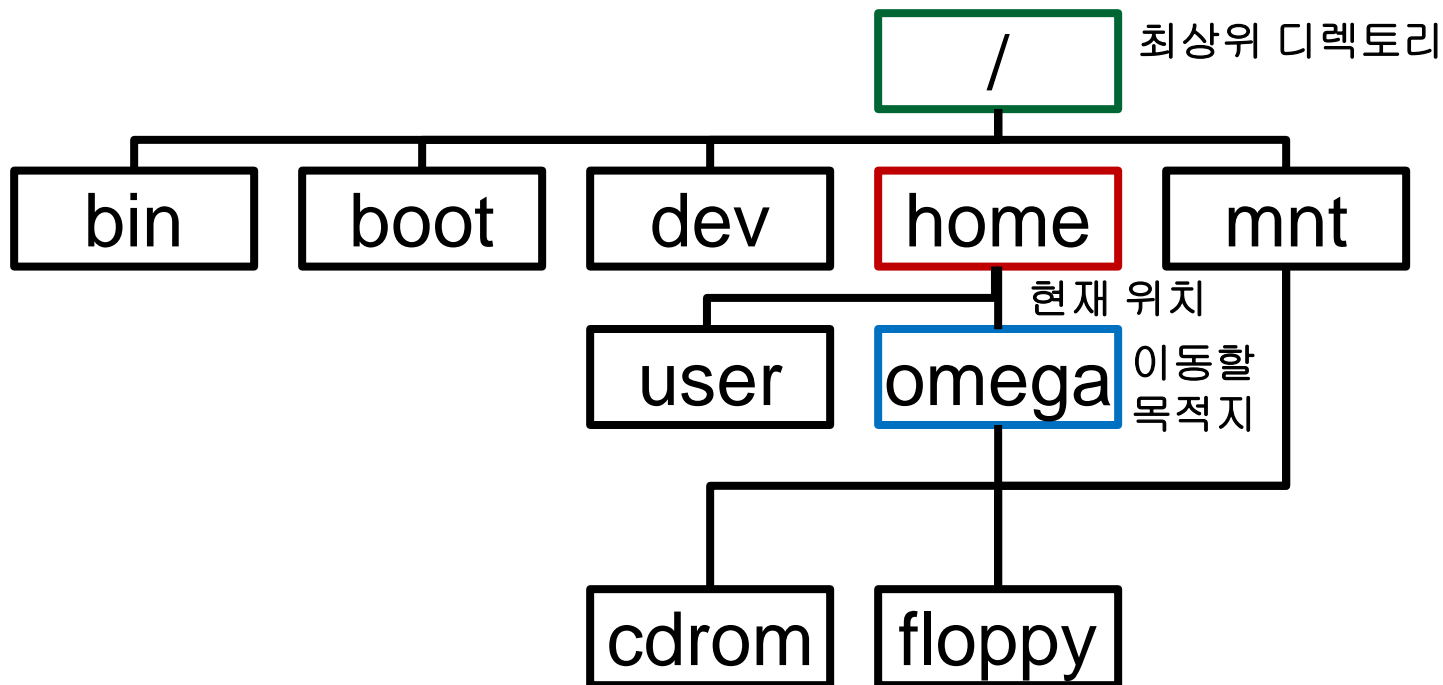 /
최상위 디렉토리
bin
boot
dev
home
mnt
현재 위치
user
omega
이동할
목적지
cdrom
floppy